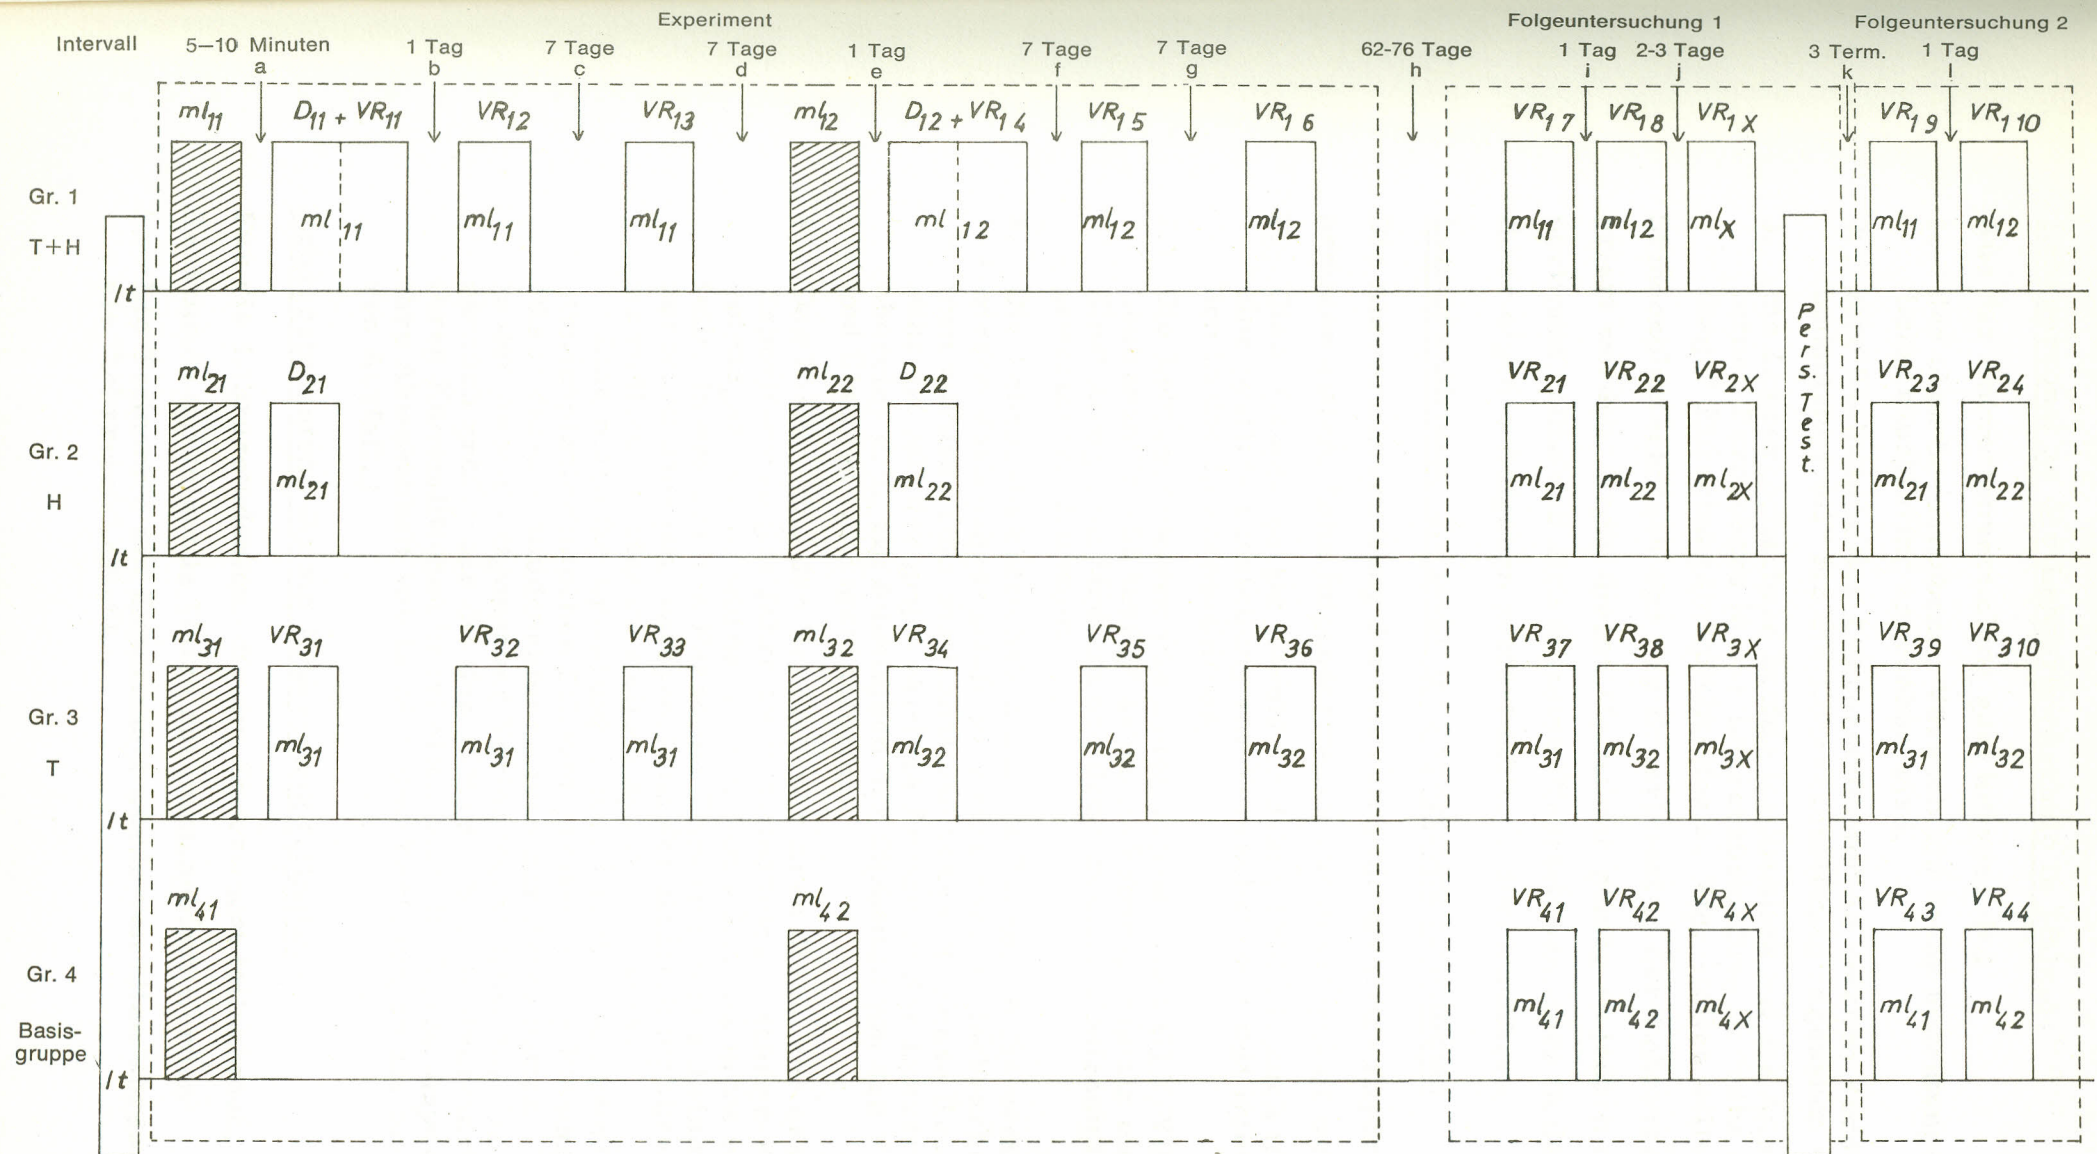 Experiment Folgeuntersuchung 1 Folgeuntersuchung 2
Intervall 5—10 Minuten 1 Tag 7 Tage 7 Tage 1 Tag 7 Tage 7 Tage 62-76 Tage 1 Tag 2-3 Tage 3 Term. 1 Tag
a b c d e f g h i j k l
ml11 D11 + VR11 VR12 VR13 ml12 D12 + VR14 VR15 VR16 VR17 VR18 VR1X VR19 VR110
Gr. 1
T+H
ml11 ml11 ml11 ml12 ml12 ml12 ml11 ml12 mlX ml11 ml12
lt
Pers. Test.
ml21 D21 ml22 D22 VR21 VR22 VR2X VR23 VR24
Gr. 2
H
ml21 ml22 ml21 ml22 ml2X ml21 ml22
lt
ml31 VR31 VR32 VR33 ml32 VR34 VR35 VR36 VR37 VR38 VR3X VR39 VR310
Gr. 3
T
ml31 ml31 ml31 ml32 ml32 ml32 ml31 ml32 ml3X ml31 ml32
lt
ml41 ml42 VR41 VR42 VR4X VR43 VR44
Gr. 4
Basis-
gruppe
ml41 ml42 ml4X ml41 ml42
lt